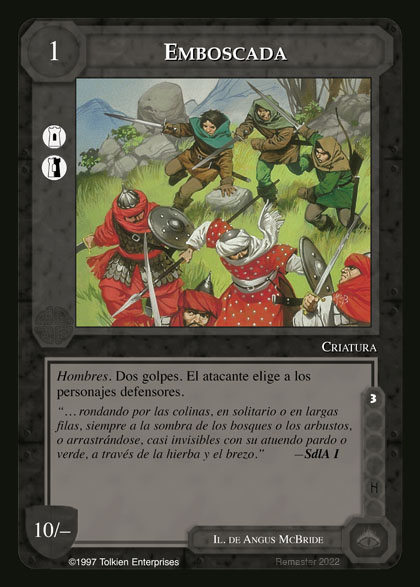 1
EMBOSCADA
CRIATURA
Hombres. Dos golpes. El atacante elige a los
personajes defensores.
“… rondando por las colinas, en solitario o en largas
filas, siempre a la sombra de los bosques o los arbustos,
o arrastrándose, casi invisibles con su atuendo pardo o
verde, a través de la hierba y el brezo.” —SdlA I
3
H
10/–
IL. DE ANGUS MCBRIDE
©1997 Tolkien Enterprises
Remaster 2022